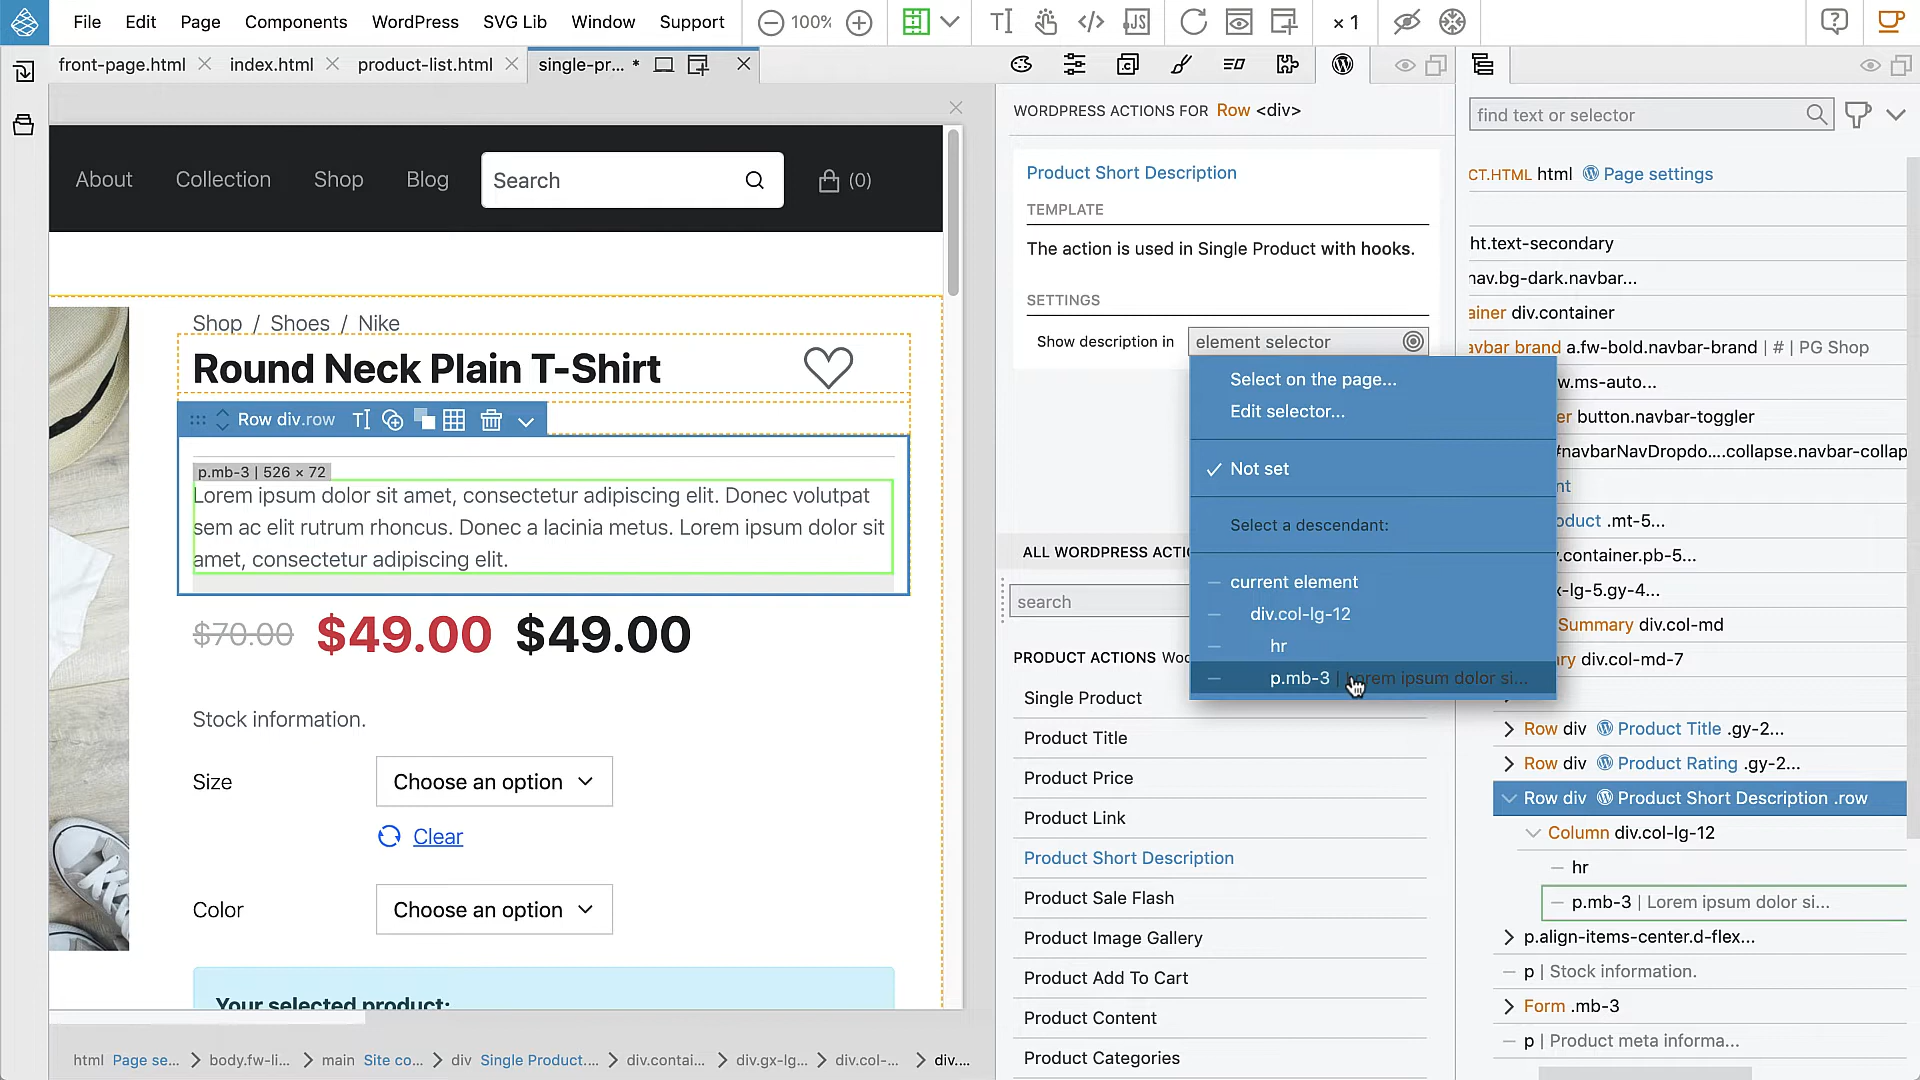 File Edit Page Components WordPress SVG Lib Window Support 100% JS × 1
front-page.html index.html product-list.html single-pr... *
About Collection Shop Blog Search (0)
Shop / Shoes / Nike
Round Neck Plain T-Shirt
Row div.row
p.mb-3 | 526 × 72
Lorem ipsum dolor sit amet, consectetur adipiscing elit. Donec volutpat
sem ac elit rutrum rhoncus. Donec a lacinia metus. Lorem ipsum dolor sit
amet, consectetur adipiscing elit.
$70.00 $49.00 $49.00
Stock information.
Size Choose an option
Clear
Color Choose an option
Your selected product:
html Page se... body.fw-li... main Site co... div Single Product.... div.contai... div.gx-lg... div.col-... div....
WORDPRESS ACTIONS FOR Row <div>
Product Short Description
TEMPLATE
The action is used in Single Product with hooks.
SETTINGS
Show description in element selector
Select on the page...
Edit selector...
Not set
Select a descendant:
current element
div.col-lg-12
hr
p.mb-3 | Lorem ipsum dolor si...
ALL WORDPRESS ACTIO
search
PRODUCT ACTIONS Woo
Single Product
Product Title
Product Price
Product Link
Product Short Description
Product Sale Flash
Product Image Gallery
Product Add To Cart
Product Content
Product Categories
find text or selector
CT.HTML html Page settings
ht.text-secondary
nav.bg-dark.navbar...
ainer div.container
avbar brand a.fw-bold.navbar-brand | # | PG Shop
w.ms-auto...
er button.navbar-toggler
#navbarNavDropdo....collapse.navbar-collap
nt
oduct .mt-5...
.container.pb-5...
x-lg-5.gy-4...
Summary div.col-md
ry div.col-md-7
Row div Product Title .gy-2...
Row div Product Rating .gy-2...
Row div Product Short Description .row
Column div.col-lg-12
hr
p.mb-3 | Lorem ipsum dolor si...
p.align-items-center.d-flex...
p | Stock information.
Form .mb-3
p | Product meta informa...